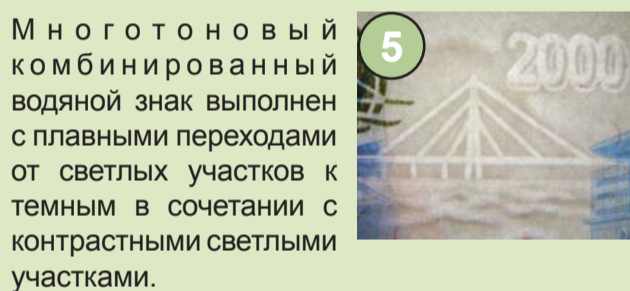 Многотоновый
комбинированный
водяной знак выполнен
с плавными переходами
от светлых участков к
темным в сочетании с
контрастными светлыми
участками.
5
2000